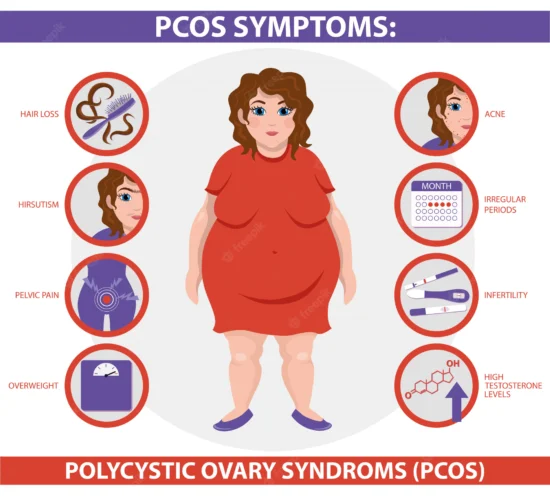 PCOS SYMPTOMS:
HAIR LOSS
HIRSUTISM
PELVIC PAIN
OVERWEIGHT
ACNE
MONTH
IRREGULAR
PERIODS
INFERTILITY
OH
O
HIGH
TESTOSTERONE
LEVELS
freepik
POLYCYSTIC OVARY SYNDROMS (PCOS)